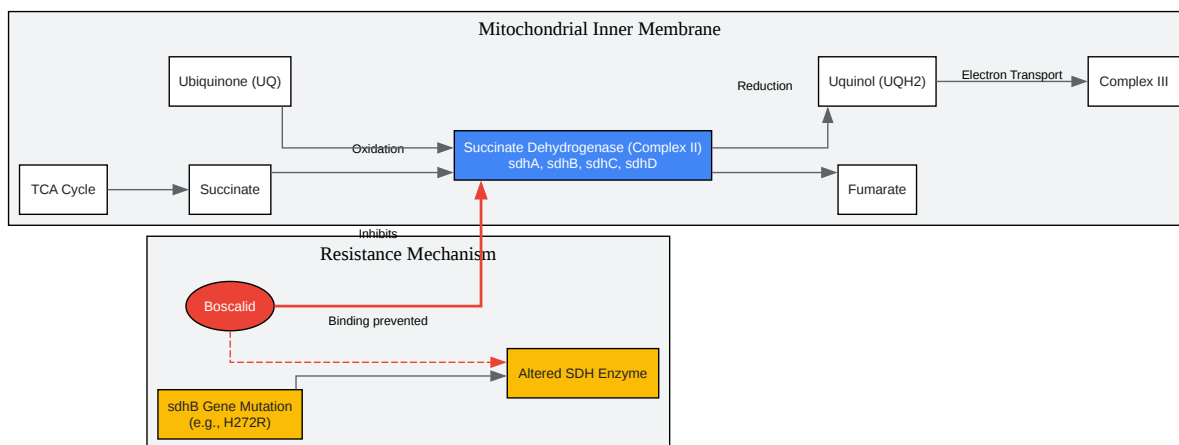 Mitochondrial Inner Membrane
Ubiquinone (UQ)
Reduction
Uquinol (UQH2)
Electron Transport
Complex III
Oxidation
Succinate Dehydrogenase (Complex II)
sdhA, sdhB, sdhC, sdhD
TCA Cycle
Succinate
Fumarate
Inhibits
Resistance Mechanism
Boscalid
Binding prevented
Altered SDH Enzyme
sdhB Gene Mutation
(e.g., H272R)